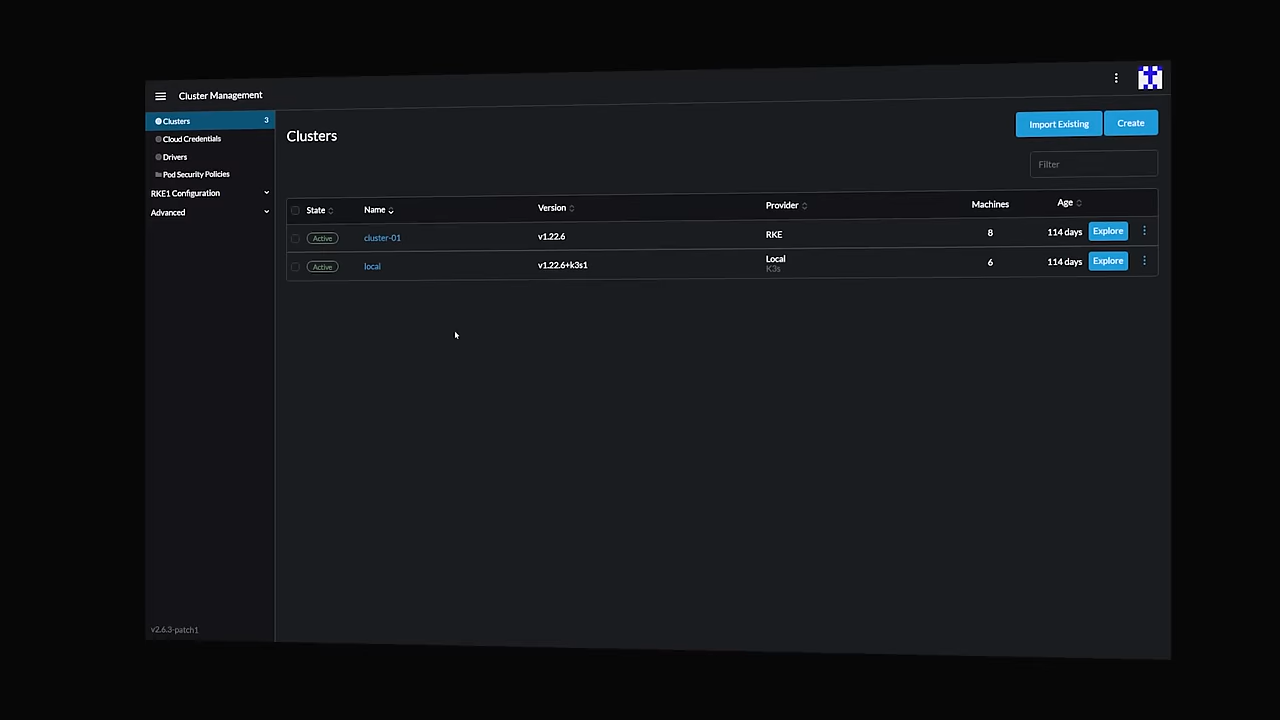 Cluster Management
Clusters 3
Cloud Credentials
Drivers
Pod Security Policies
RKE1 Configuration
Advanced
v2.6.3-patch1
Clusters
Import Existing Create
Filter
State Name Version Provider Machines Age
Active cluster-01 v1.22.6 RKE 8 114 days Explore
Active local v1.22.6+k3s1 Local 6 114 days Explore
K3s